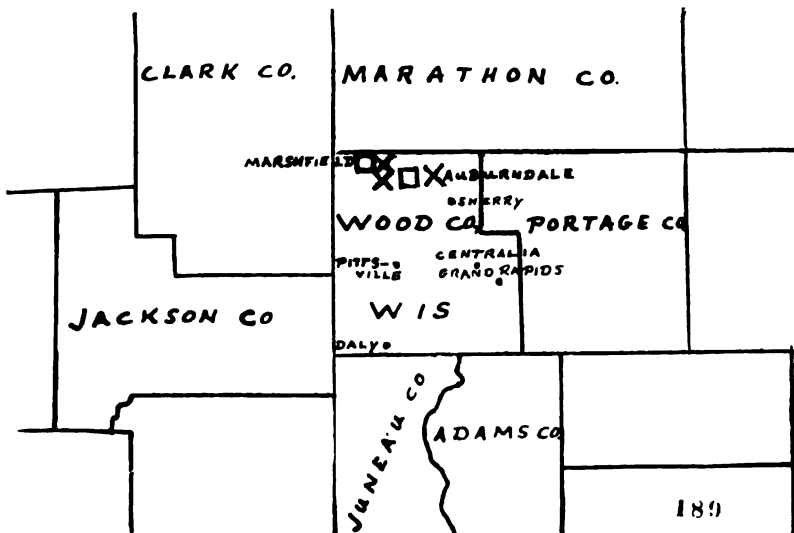 CLARK CO.
MARATHON CO.
MARSHFIELD
AUBURNDALE
WOOD CO.
PORTAGE CO
PITTS-
VILLE
CENTRALIA
GRAND RAPIDS
WIS
JACKSON CO
DALY
JUNEAU CO
ADAMS CO.
189